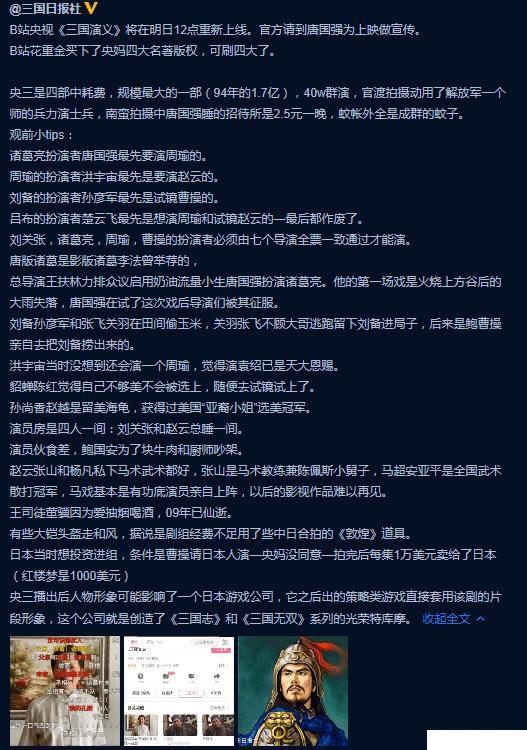 @三国日报社
B站央视《三国演义》将在明日12点重新上线。官方请到唐国强为上映做宣传。
B站花重金买下了央妈四大名著版权，可刷四大了。
央三是四部中耗费，规模最大的一部（94年的1.7亿），40w群演，官渡拍摄动用了解放军一个
师的兵力演士兵，南蛮拍摄中唐国强睡的招待所是2.5元一晚，蚊帐外全是成群的蚊子。
观前小tips：
诸葛亮扮演者唐国强最先要演周瑜的。
周瑜的扮演者洪宇宙最先是要演赵云的。
刘备的扮演者孙彦军最先是试镜曹操的。
吕布的扮演者楚云飞最先是想演周瑜和试镜赵云的—最后都作废了。
刘关张，诸葛亮，周瑜，曹操的扮演者必须由七个导演全票一致通过才能演。
唐版诸葛是影版诸葛李法曾举荐的，
总导演王扶林力排众议启用奶油流量小生唐国强扮演诸葛亮。他的第一场戏是火烧上方谷后的
大雨失落，唐国强在试了这次戏后导演们被其征服。
刘备孙彦军和张飞关羽在田间偷玉米，关羽张飞不顾大哥逃跑留下刘备进局子，后来是鲍曹操
亲自去把刘备捞出来的。
洪宇宙当时没想到还会演一个周瑜，觉得演袁绍已是天大恩赐。
貂蝉陈红觉得自己不够美不会被选上，随便去试镜试上了。
孙尚香赵越是留美海龟，获得过美国“亚裔小姐”选美冠军。
演员房是四人一间：刘关张和赵云总睡一间。
演员伙食差，鲍国安为了块牛肉和厨师吵架。
赵云张山和杨凡私下马术武术都好，张山是马术教练兼陈佩斯小舅子，马超安亚平是全国武术
散打冠军，马戏基本是有功底演员亲自上阵，以后的影视作品难以再见。
王司徒茧骥因为爱抽烟喝酒，09年已仙逝。
有些大铠头盔走和风，据说是剧组经费不足用了些中日合拍的《敦煌》道具。
日本当时想投资进组，条件是曹操请日本人演—央妈没同意—拍完后每集1万美元卖给了日本
（红楼梦是1000美元）
央三播出后人物形象可能影响了一个日本游戏公司，它之后出的策略类游戏直接套用该剧的片
段形象，这个公司就是创造了《三国志》和《三国无双》系列的光荣特库摩。 收起全文